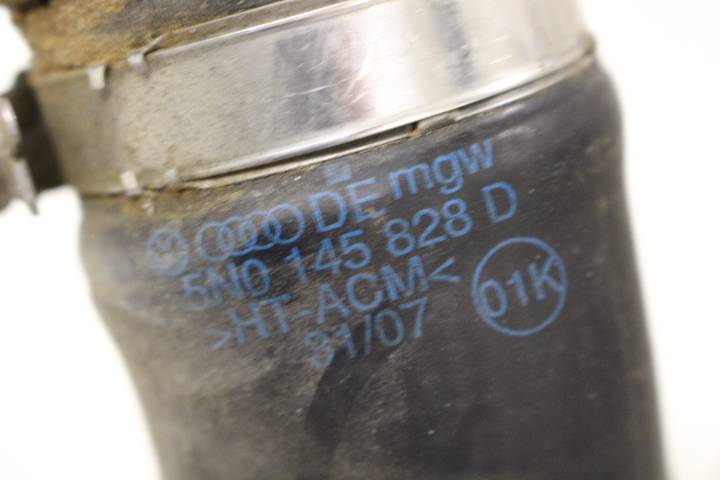 DE mgw
5N0 145 828 D
>HT-ACM<
31/07
01K